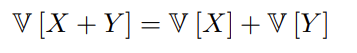 𝕍 [X + Y] = 𝕍 [X] + 𝕍 [Y]